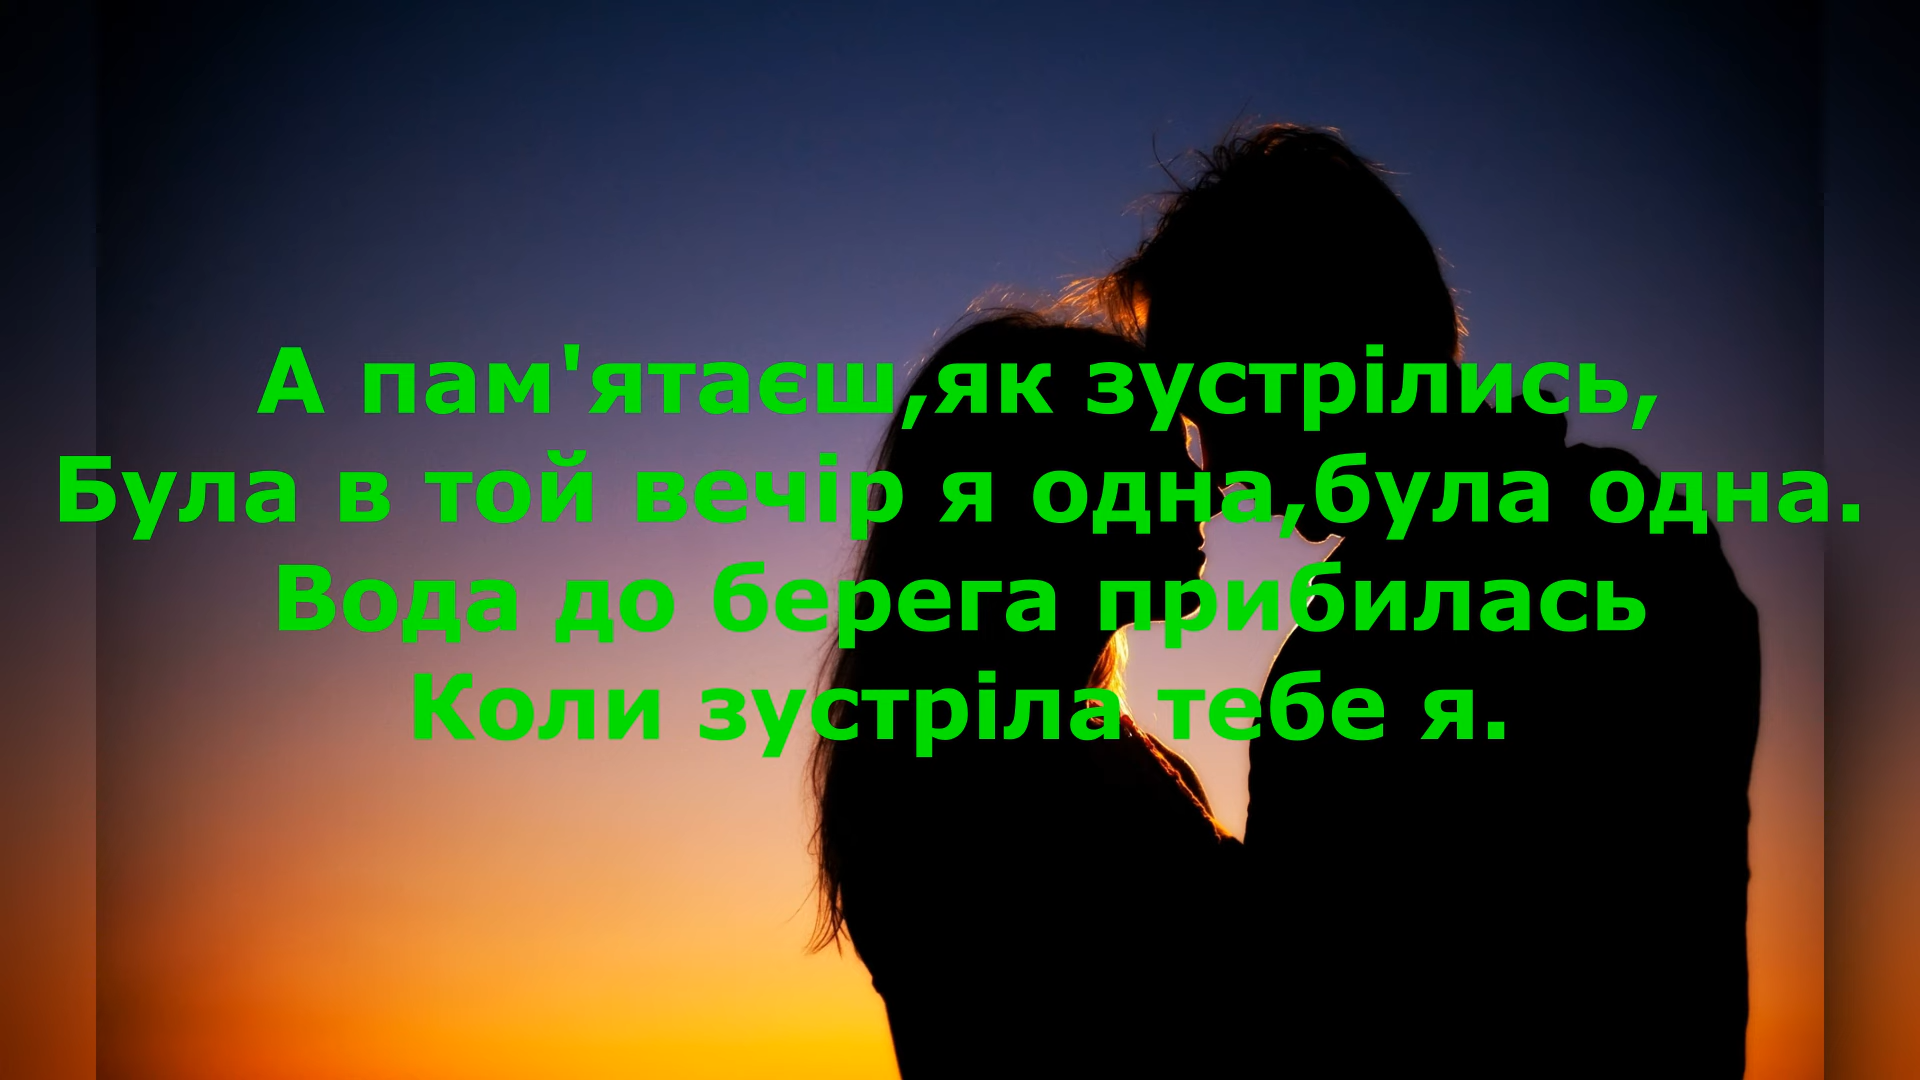 А пам'ятаєш,як зустрілись,
Була в той вечір я одна,була одна.
Вода до берега прибилась
Коли зустріла тебе я.